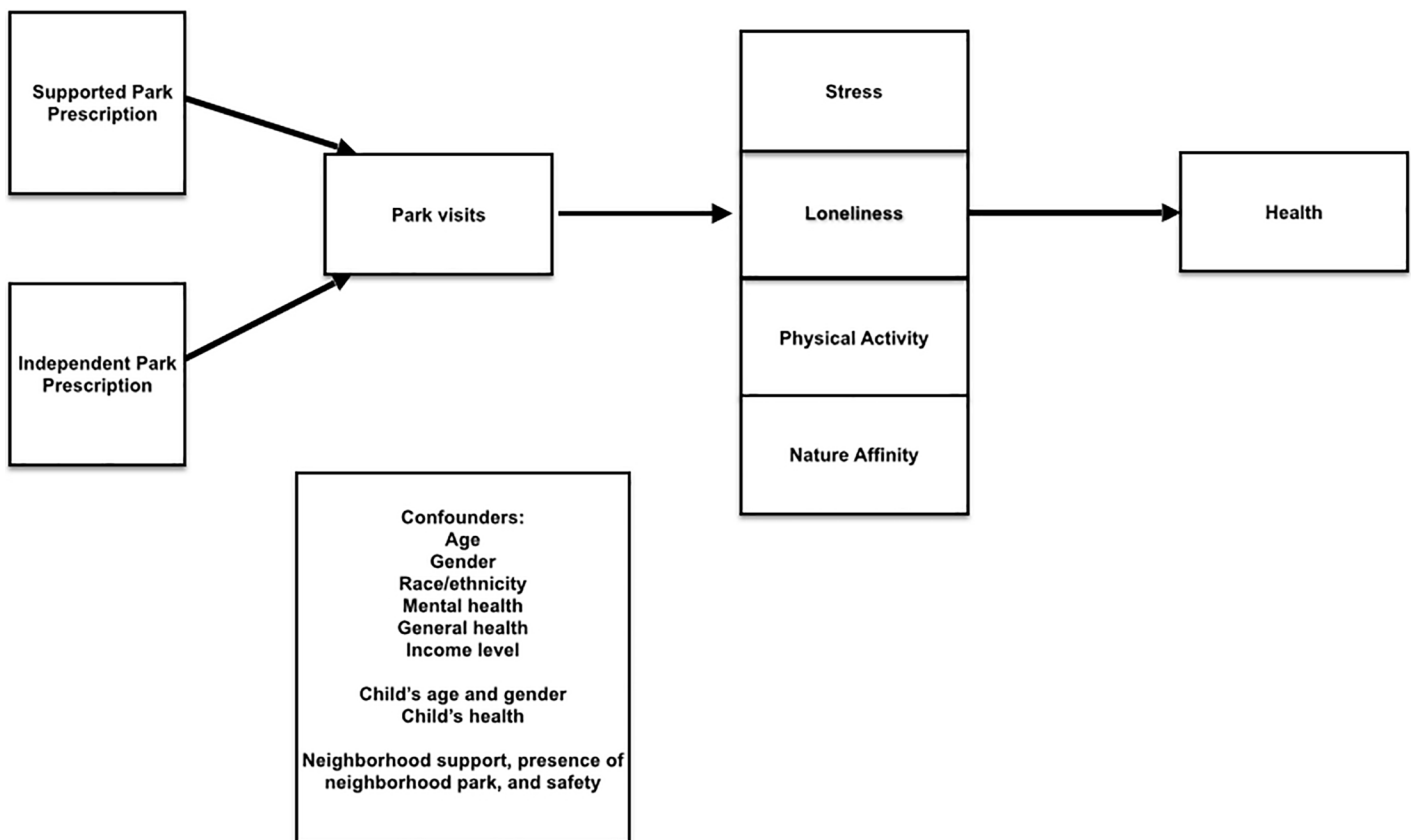 Supported Park
Prescription
Independent Park
Prescription
Park visits
Stress
Loneliness
Physical Activity
Nature Affinity
Health
Confounders:
Age
Gender
Race/ethnicity
Mental health
General health
Income level
Child’s age and gender
Child’s health
Neighborhood support, presence of
neighborhood park, and safety